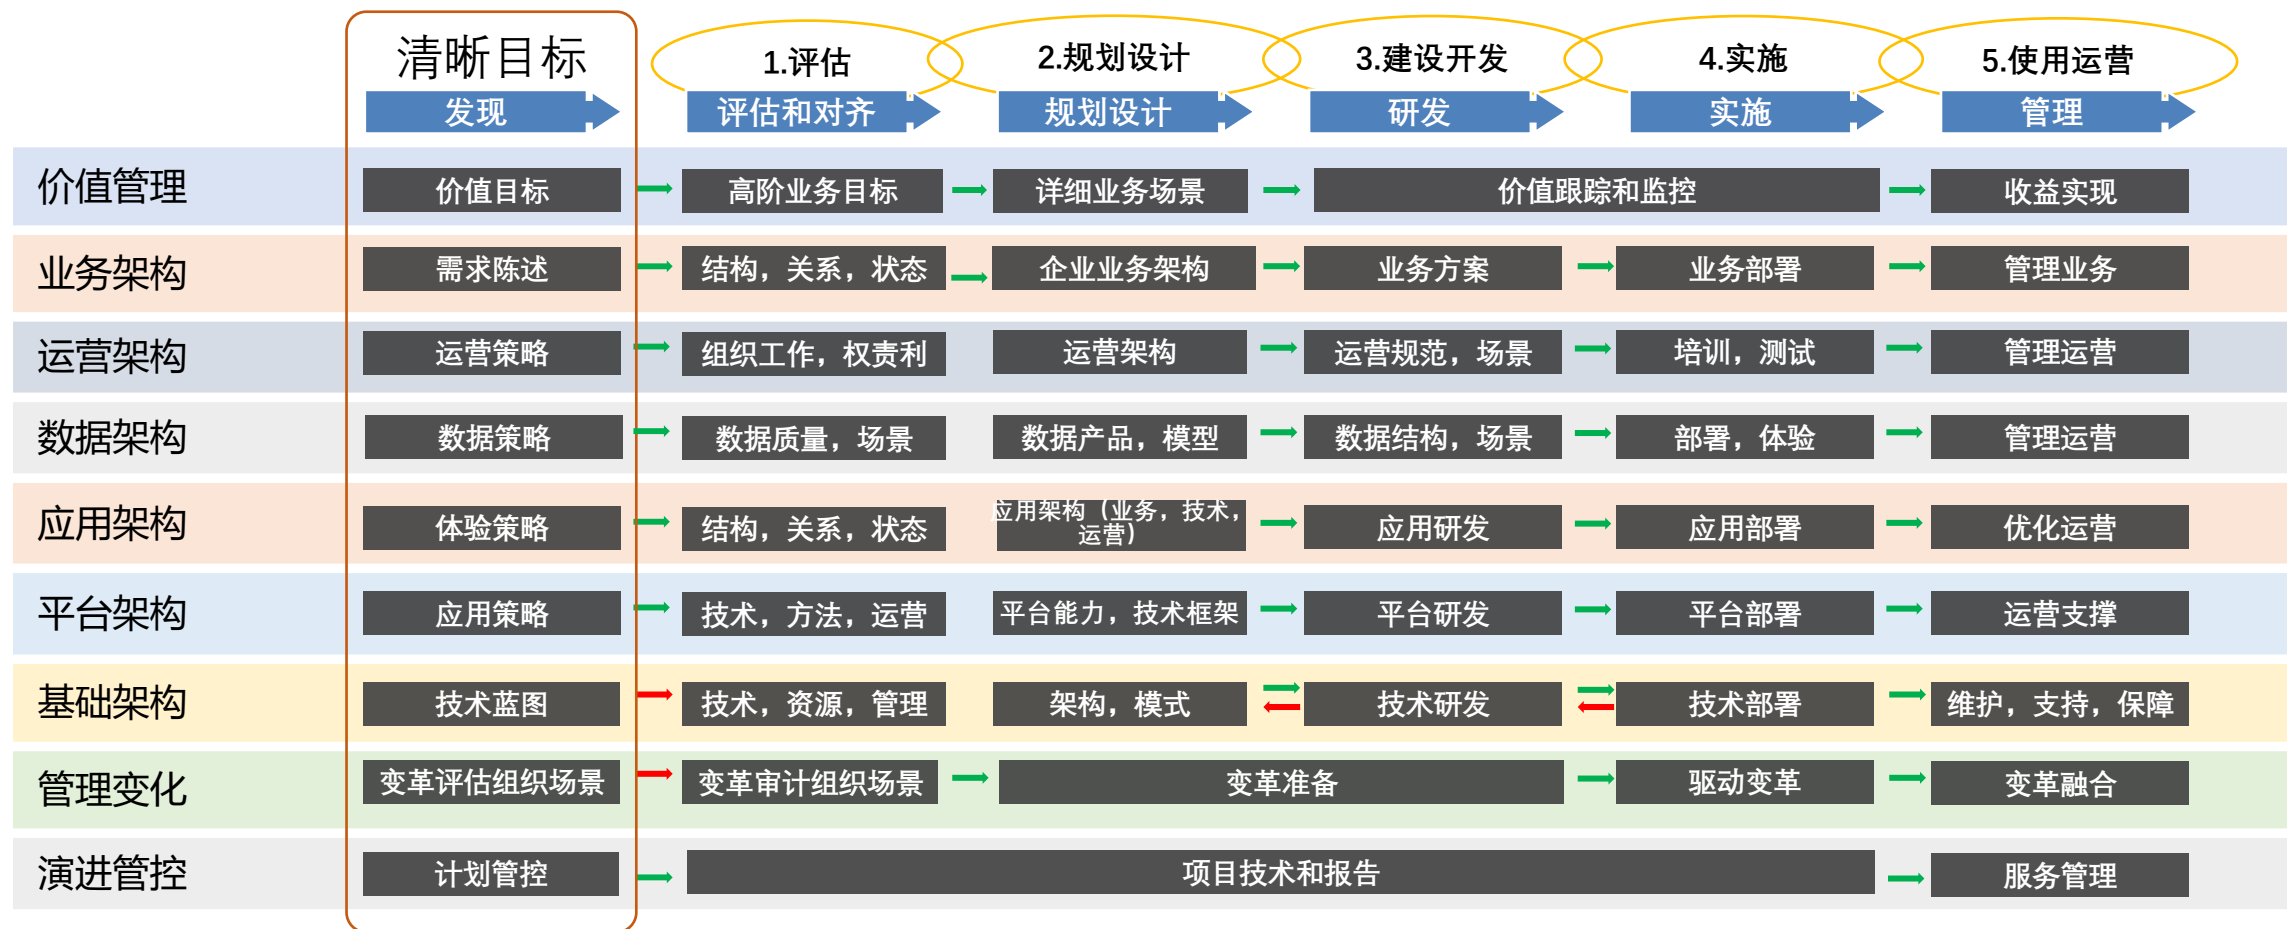 清晰目标
1.评估
2.规划设计
3.建设开发
4.实施
5.使用运营
发现
评估和对齐
规划设计
研发
实施
管理
价值管理
价值目标
高阶业务目标
详细业务场景
价值跟踪和监控
收益实现
业务架构
需求陈述
结构，关系，状态
企业业务架构
业务方案
业务部署
管理业务
运营架构
运营策略
组织工作，权责利
运营架构
运营规范，场景
培训，测试
管理运营
数据架构
数据策略
数据质量，场景
数据产品，模型
数据结构，场景
部署，体验
管理运营
应用架构
体验策略
结构，关系，状态
应用架构（业务，技术，
运营）
应用研发
应用部署
优化运营
平台架构
应用策略
技术，方法，运营
平台能力，技术框架
平台研发
平台部署
运营支撑
基础架构
技术蓝图
技术，资源，管理
架构，模式
技术研发
技术部署
维护，支持，保障
管理变化
变革评估组织场景
变革审计组织场景
变革准备
驱动变革
变革融合
演进管控
计划管控
项目技术和报告
服务管理